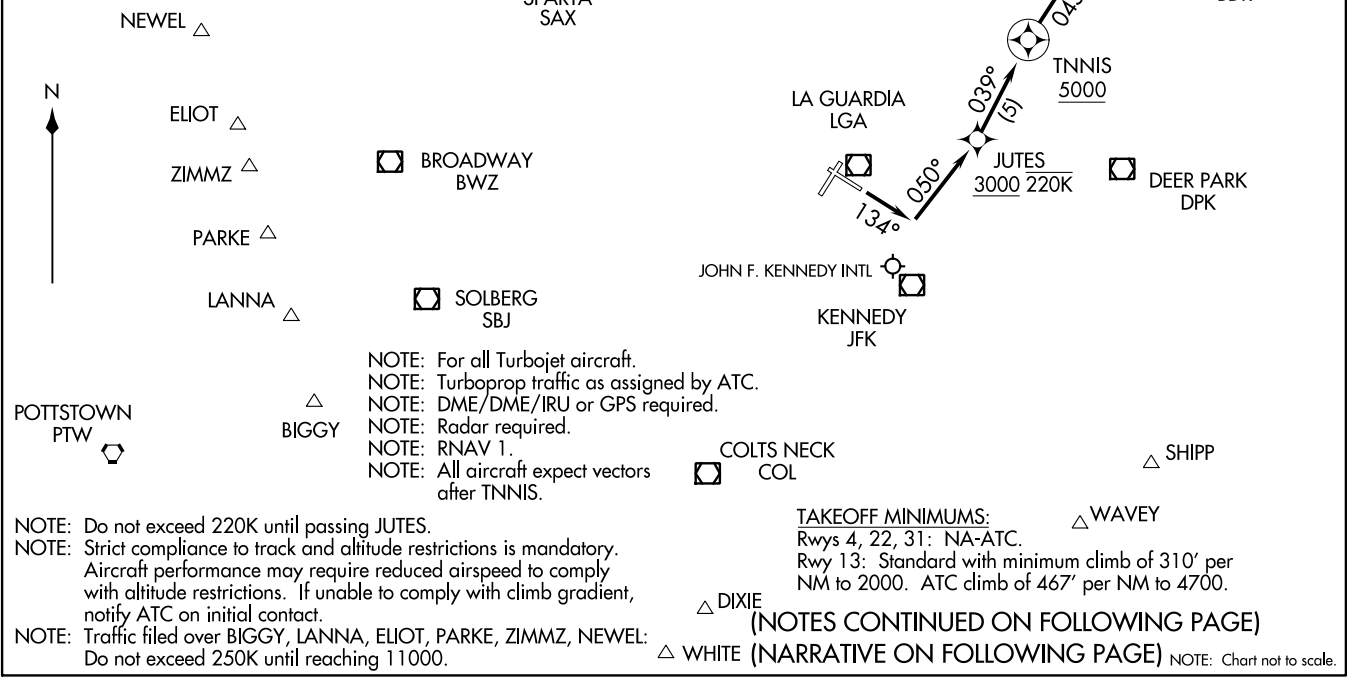 SAX
NEWEL
TNNIS
5000
N
039°
(5)
LA GUARDIA
LGA
ELIOT
BROADWAY
BWZ
ZIMMZ
050°
JUTES
3000 220K
DEER PARK
DPK
134°
PARKE
JOHN F. KENNEDY INTL
LANNA
SOLBERG
SBJ
KENNEDY
JFK
NOTE: For all Turbojet aircraft.
NOTE: Turboprop traffic as assigned by ATC.
NOTE: DME/DME/IRU or GPS required.
NOTE: Radar required.
NOTE: RNAV 1.
NOTE: All aircraft expect vectors
after TNNIS.
POTTSTOWN
PTW
BIGGY
COLTS NECK
COL
SHIPP
WAVEY
NOTE: Do not exceed 220K until passing JUTES.
NOTE: Strict compliance to track and altitude restrictions is mandatory.
Aircraft performance may require reduced airspeed to comply
with altitude restrictions. If unable to comply with climb gradient,
notify ATC on initial contact.
NOTE: Traffic filed over BIGGY, LANNA, ELIOT, PARKE, ZIMMZ, NEWEL:
Do not exceed 250K until reaching 11000.
TAKEOFF MINIMUMS:
Rwys 4, 22, 31: NA-ATC.
Rwy 13: Standard with minimum climb of 310' per
NM to 2000. ATC climb of 467' per NM to 4700.
DIXIE
(NOTES CONTINUED ON FOLLOWING PAGE)
WHITE
(NARRATIVE ON FOLLOWING PAGE)
NOTE: Chart not to scale.